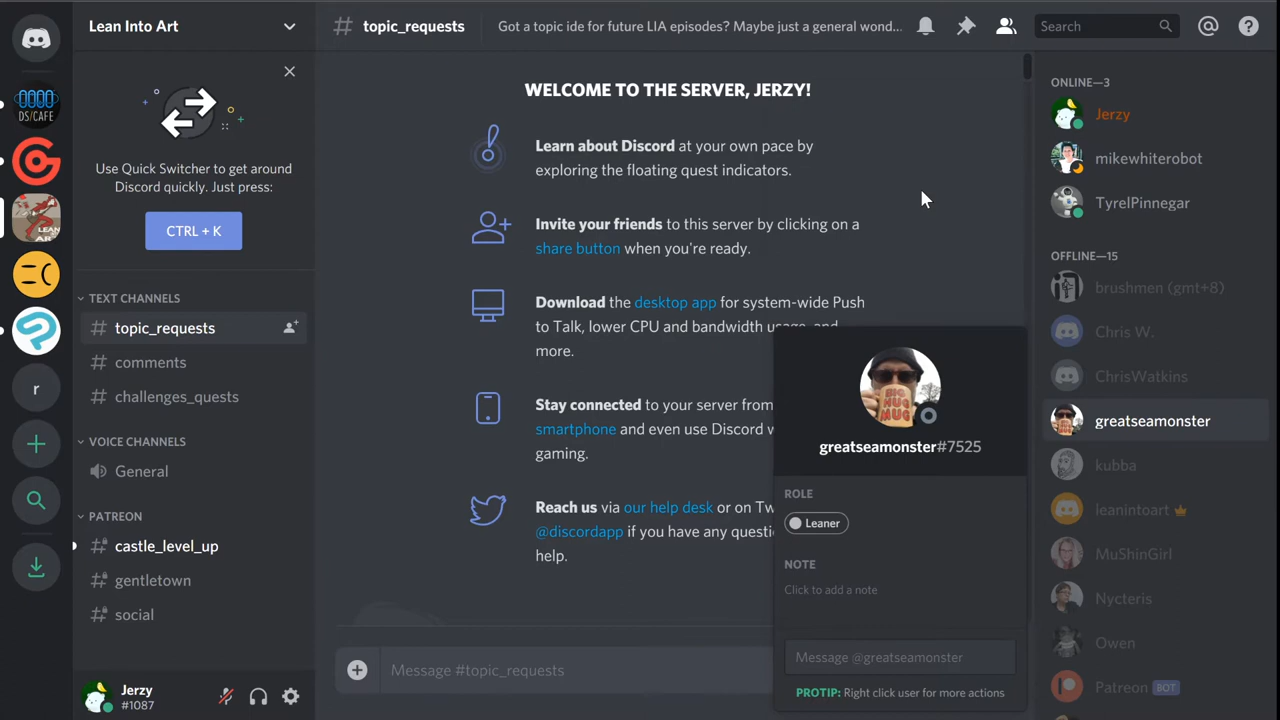 Lean Into Art
topic_requests
Got a topic ide for future LIA episodes? Maybe just a general wond...
Search
DS/CAFE
LEAN
AR
r
Use Quick Switcher to get around
Discord quickly. Just press:
CTRL + K
TEXT CHANNELS
topic_requests
comments
challenges_quests
VOICE CHANNELS
General
PATREON
castle_level_up
gentletown
social
Jerzy
#1087
WELCOME TO THE SERVER, JERZY!
Learn about Discord at your own pace by
exploring the floating quest indicators.
Invite your friends to this server by clicking on a
share button when you're ready.
Download the desktop app for system-wide Push
to Talk, lower CPU and bandwidth usage, and
more.
Stay connected to your server from
smartphone and even use Discord w
gaming.
Reach us via our help desk or on Tw
@discordapp if you have any questio
help.
Message #topic_requests
BIG
HUG
MUG
greatseamonster#7525
ROLE
Leaner
NOTE
Click to add a note
Message @greatseamonster
PROTIP: Right click user for more actions
ONLINE—3
Jerzy
mikewhiterobot
TyrelPinnegar
OFFLINE—15
brushmen (gmt+8)
Chris W.
ChrisWatkins
greatseamonster
kubba
leanintoart
MuShinGirl
Nycteris
Owen
Patreon BOT